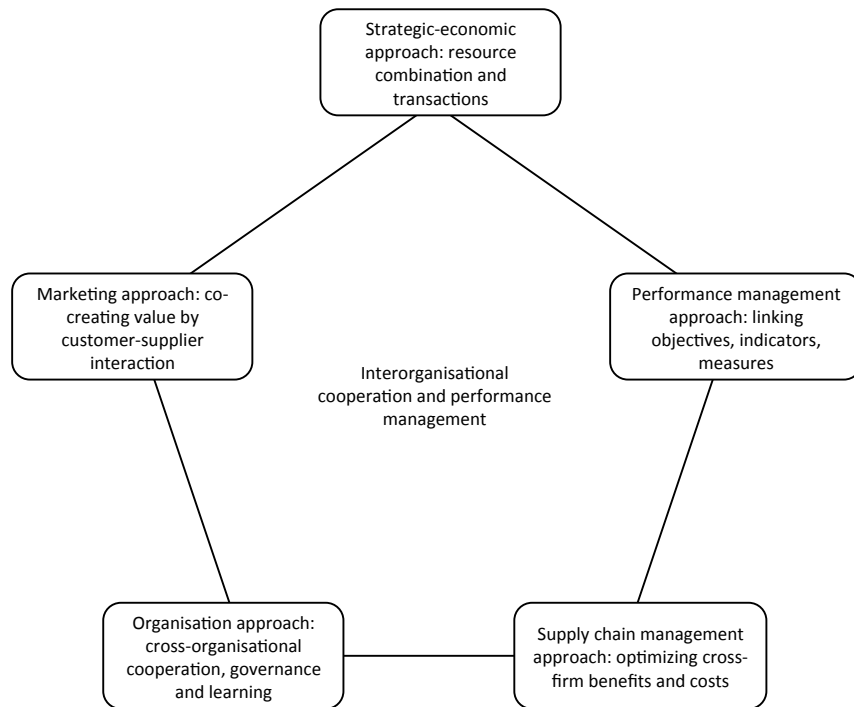 Strategic-economic
approach: resource
combination and
transactions
Marketing approach: co-
creating value by
customer-supplier
interaction
Performance management
approach: linking
objectives, indicators,
measures
Interorganisational
cooperation and performance
management
Organisation approach:
cross-organisational
cooperation, governance
and learning
Supply chain management
approach: optimizing cross-
firm benefits and costs